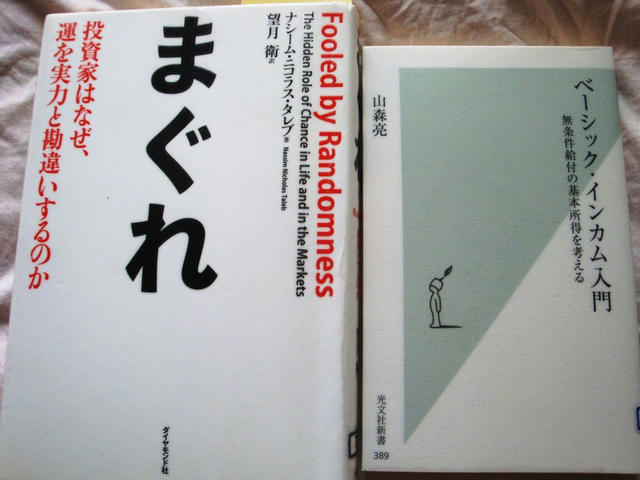 まぐれ
投資家はなぜ、
運を実力と勘違いするのか
Fooled by Randomness
The Hidden Role of Chance in Life and in the Markets
ナシーム・ニコラス・タレブ 著 Nassim Nicholas Taleb
望月 衛 訳
ダイヤモンド社
ベーシック・インカム入門
無条件給付の基本所得を考える
山森亮
光文社新書
389